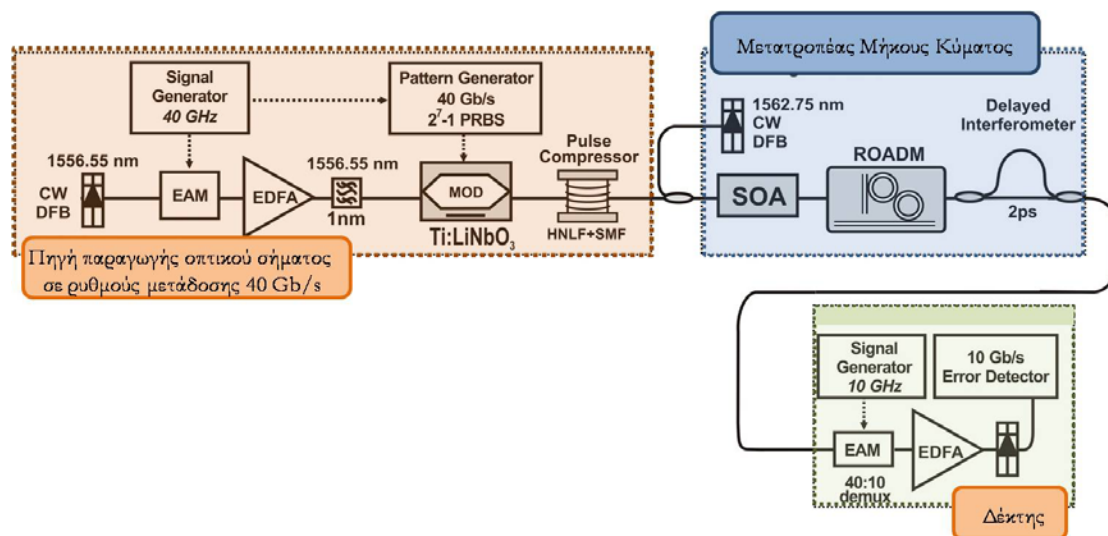 Μετατροπέας Μήκους Κύματος
Signal
Generator
40 GHz
Pattern Generator
40 Gb/s
2⁷-1 PRBS
1556.55 nm
CW
DFB
EAM
EDFA
1556.55 nm
1nm
MOD
Ti:LiNbO₃
Pulse
Compressor
HNLF+SMF
Πηγή παραγωγής οπτικού σήματος
σε ρυθμούς μετάδοσης 40 Gb/s
1562.75 nm
CW
DFB
SOA
ROADM
Delayed
Interferometer
2ps
Signal
Generator
10 GHz
10 Gb/s
Error Detector
EAM
40:10
demux
EDFA
Δέκτης